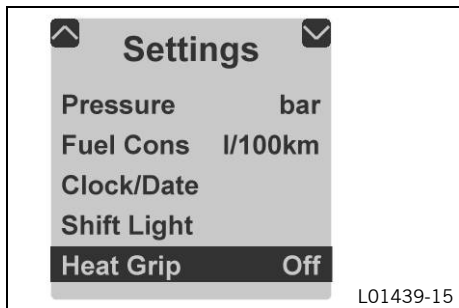 Settings
Pressure bar
Fuel Cons l/100km
Clock/Date
Shift Light
Heat Grip Off
L01439-15